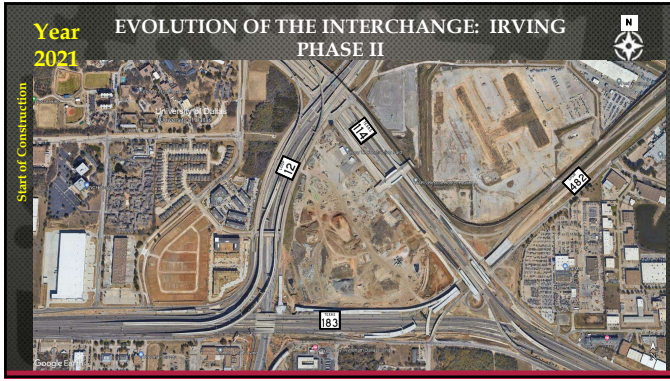 Year
2021
EVOLUTION OF THE INTERCHANGE: IRVING
PHASE II
N
Start of Construction
University of Dallas
12
114
482
TEXAS
183
Google Earth